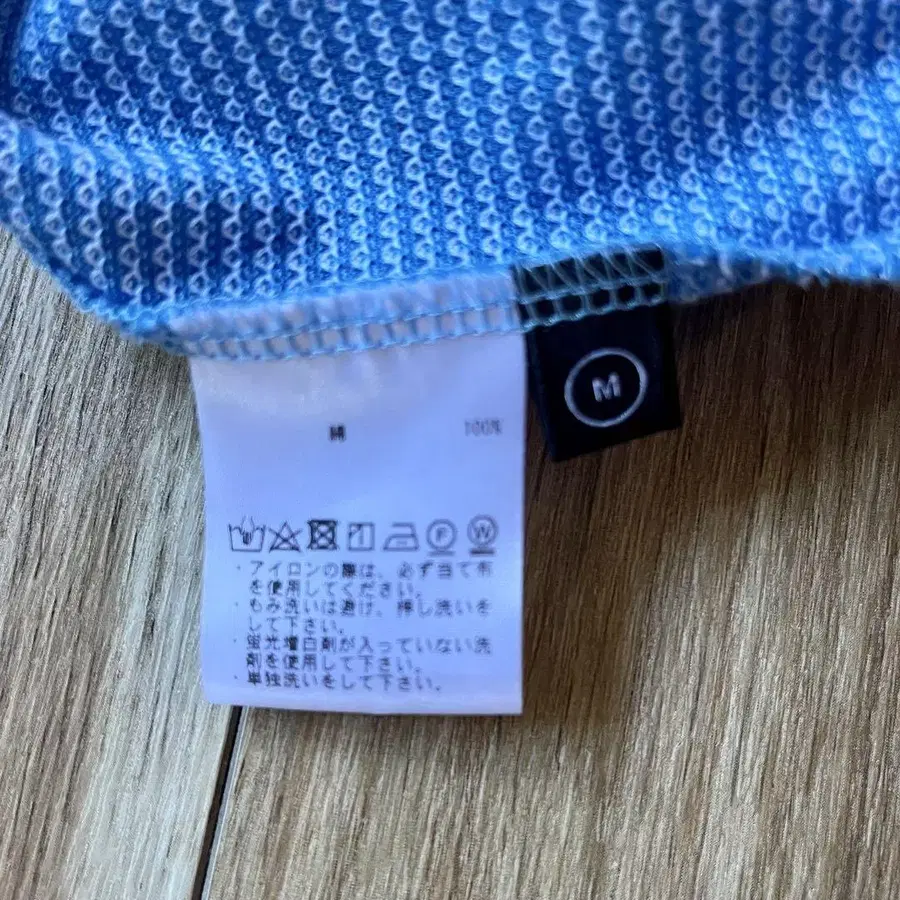 綿 100%
M
F W
・アイロンの際は、必ず当て布
を使用してください。
・もみ洗いは避け、押し洗いを
して下さい。
・蛍光増白剤が入っていない洗
剤を使用して下さい。
・単独洗いをして下さい。